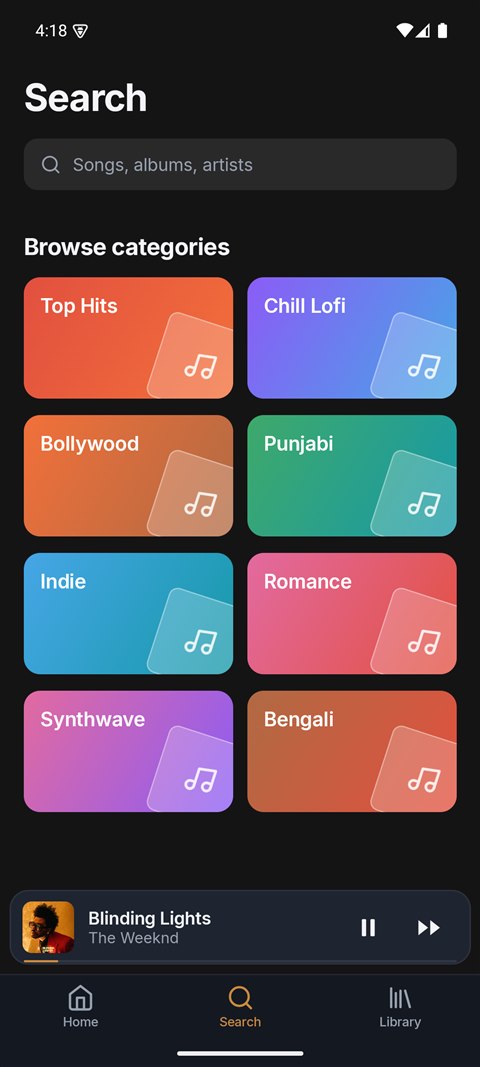 4:18
Search
Songs, albums, artists
Browse categories
Top Hits
Chill Lofi
Bollywood
Punjabi
Indie
Romance
Synthwave
Bengali
Blinding Lights
The Weeknd
Home
Search
Library